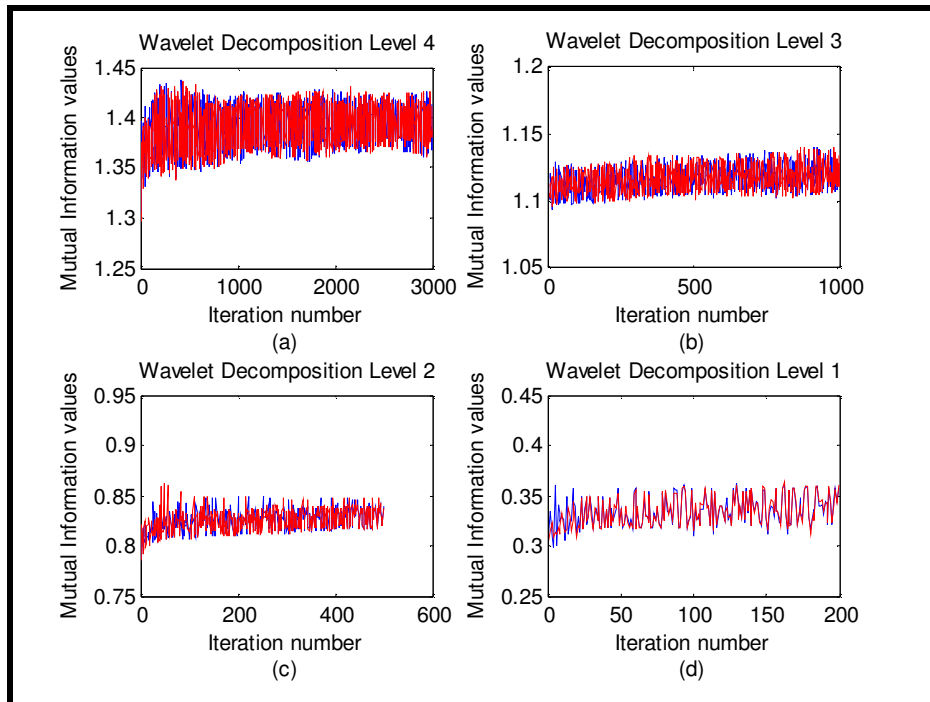 Wavelet Decomposition Level 4
Mutual Information values
1.45
1.4
1.35
1.3
1.25
0 1000 2000 3000
Iteration number
(a)
Wavelet Decomposition Level 3
Mutual Information values
1.2
1.15
1.1
1.05
0 500 1000
Iteration number
(b)
Wavelet Decomposition Level 2
Mutual Information values
0.95
0.9
0.85
0.8
0.75
0 200 400 600
Iteration number
(c)
Wavelet Decomposition Level 1
Mutual Information values
0.45
0.4
0.35
0.3
0.25
0 50 100 150 200
Iteration number
(d)